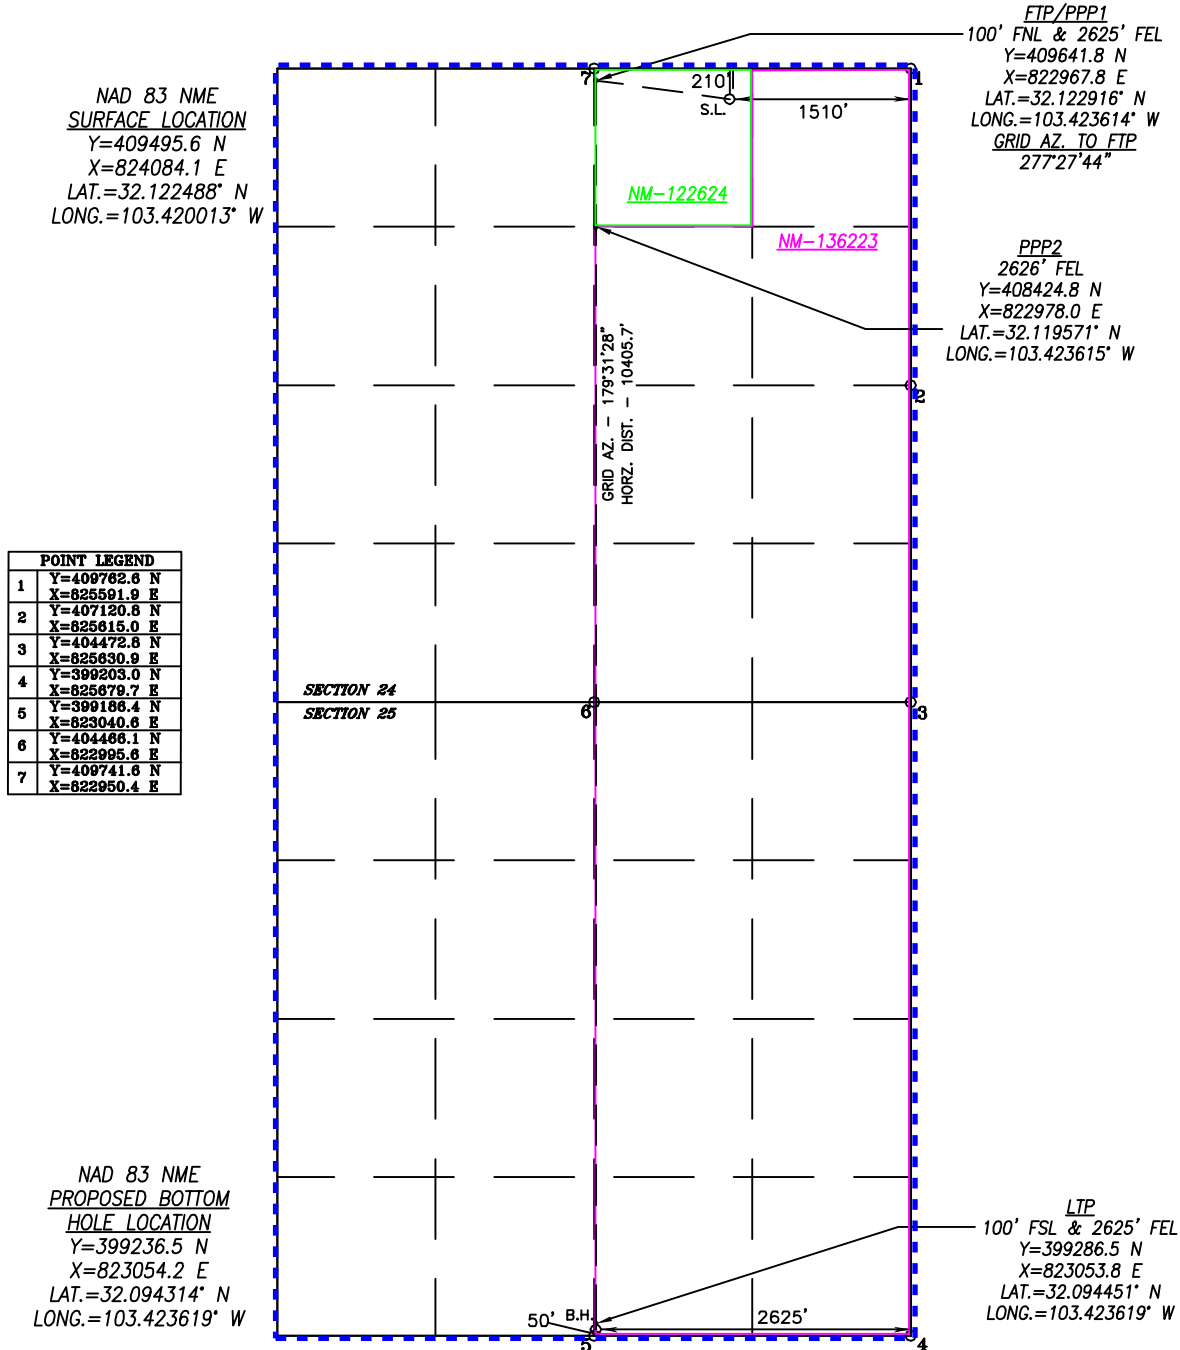 FTP/PPP1
100' FNL & 2625' FEL
Y=409641.8 N
X=822967.8 E
LAT.=32.122916° N
LONG.=103.423614° W
GRID AZ. TO FTP
277°27'44"
NAD 83 NME
SURFACE LOCATION
Y=409495.6 N
X=824084.1 E
LAT.=32.122488° N
LONG.=103.420013° W
7
210'
S.L.
1510'
1
NM-122624
NM-136223
PPP2
2626' FEL
Y=408424.8 N
X=822978.0 E
LAT.=32.119571° N
LONG.=103.423615° W
GRID AZ. - 179°31'28"
HORZ. DIST. - 10405.7'
2
POINT LEGEND
1 Y=409762.6 N
X=825591.9 E
2 Y=407120.8 N
X=825615.0 E
3 Y=404472.8 N
X=825630.9 E
4 Y=399203.0 N
X=825679.7 E
5 Y=399186.4 N
X=823040.6 E
6 Y=404466.1 N
X=822995.6 E
7 Y=409741.6 N
X=822950.4 E
SECTION 24
SECTION 25
6
3
NAD 83 NME
PROPOSED BOTTOM
HOLE LOCATION
Y=399236.5 N
X=823054.2 E
LAT.=32.094314° N
LONG.=103.423619° W
LTP
100' FSL & 2625' FEL
Y=399286.5 N
X=823053.8 E
LAT.=32.094451° N
LONG.=103.423619° W
50'
B.H.
2625'
5
4